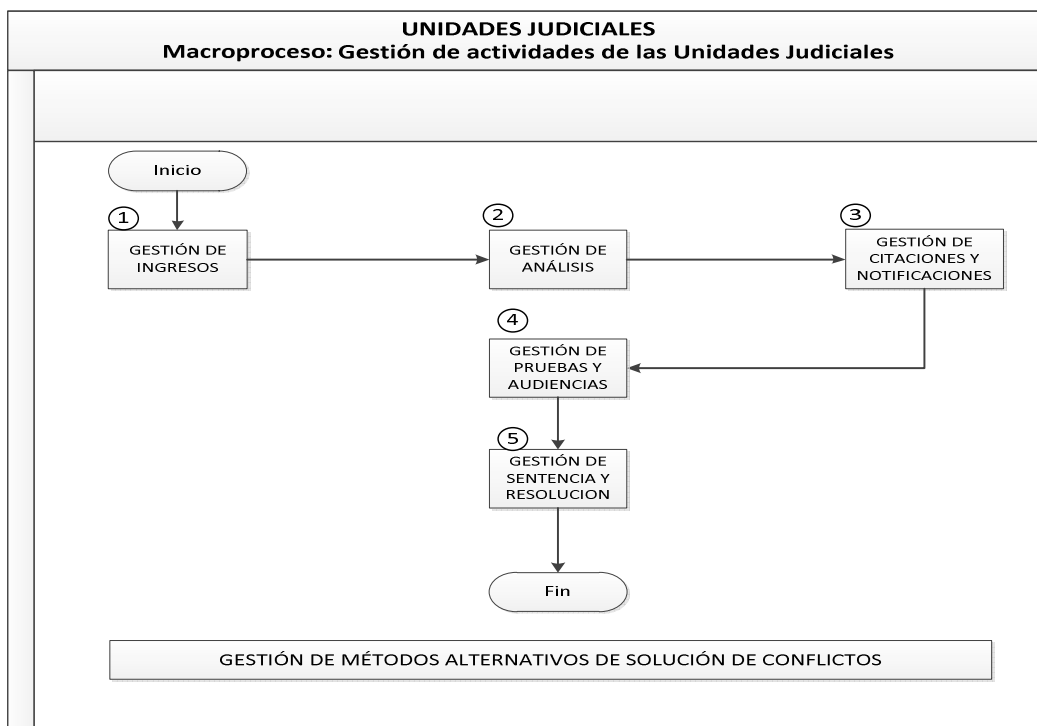 UNIDADES JUDICIALES
Macroproceso: Gestión de actividades de las Unidades Judiciales
Inicio
1
GESTIÓN DE
INGRESOS
2
GESTIÓN DE
ANÁLISIS
3
GESTIÓN DE
CITACIONES Y
NOTIFICACIONES
4
GESTIÓN DE
PRUEBAS Y
AUDIENCIAS
5
GESTIÓN DE
SENTENCIA Y
RESOLUCION
Fin
GESTIÓN DE MÉTODOS ALTERNATIVOS DE SOLUCIÓN DE CONFLICTOS